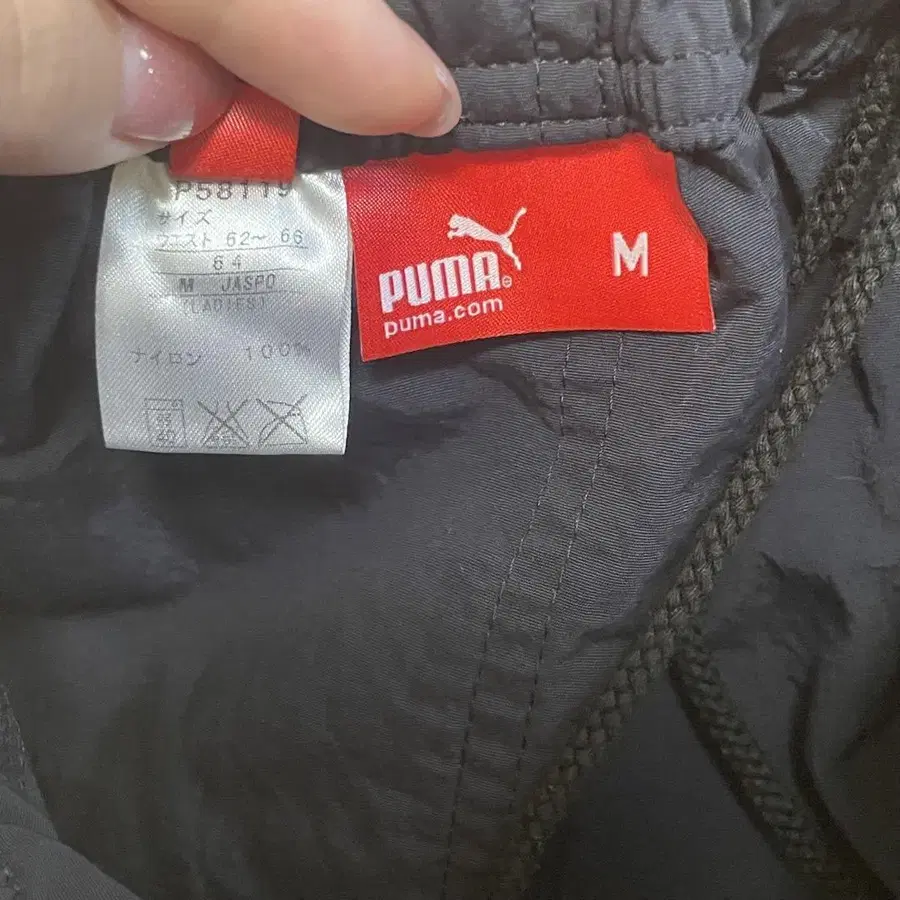 P58119
サイズ
ウエスト 62～66
64
M JASPO
(LADIES)
ナイロン 100%
PUMA
puma.com
M